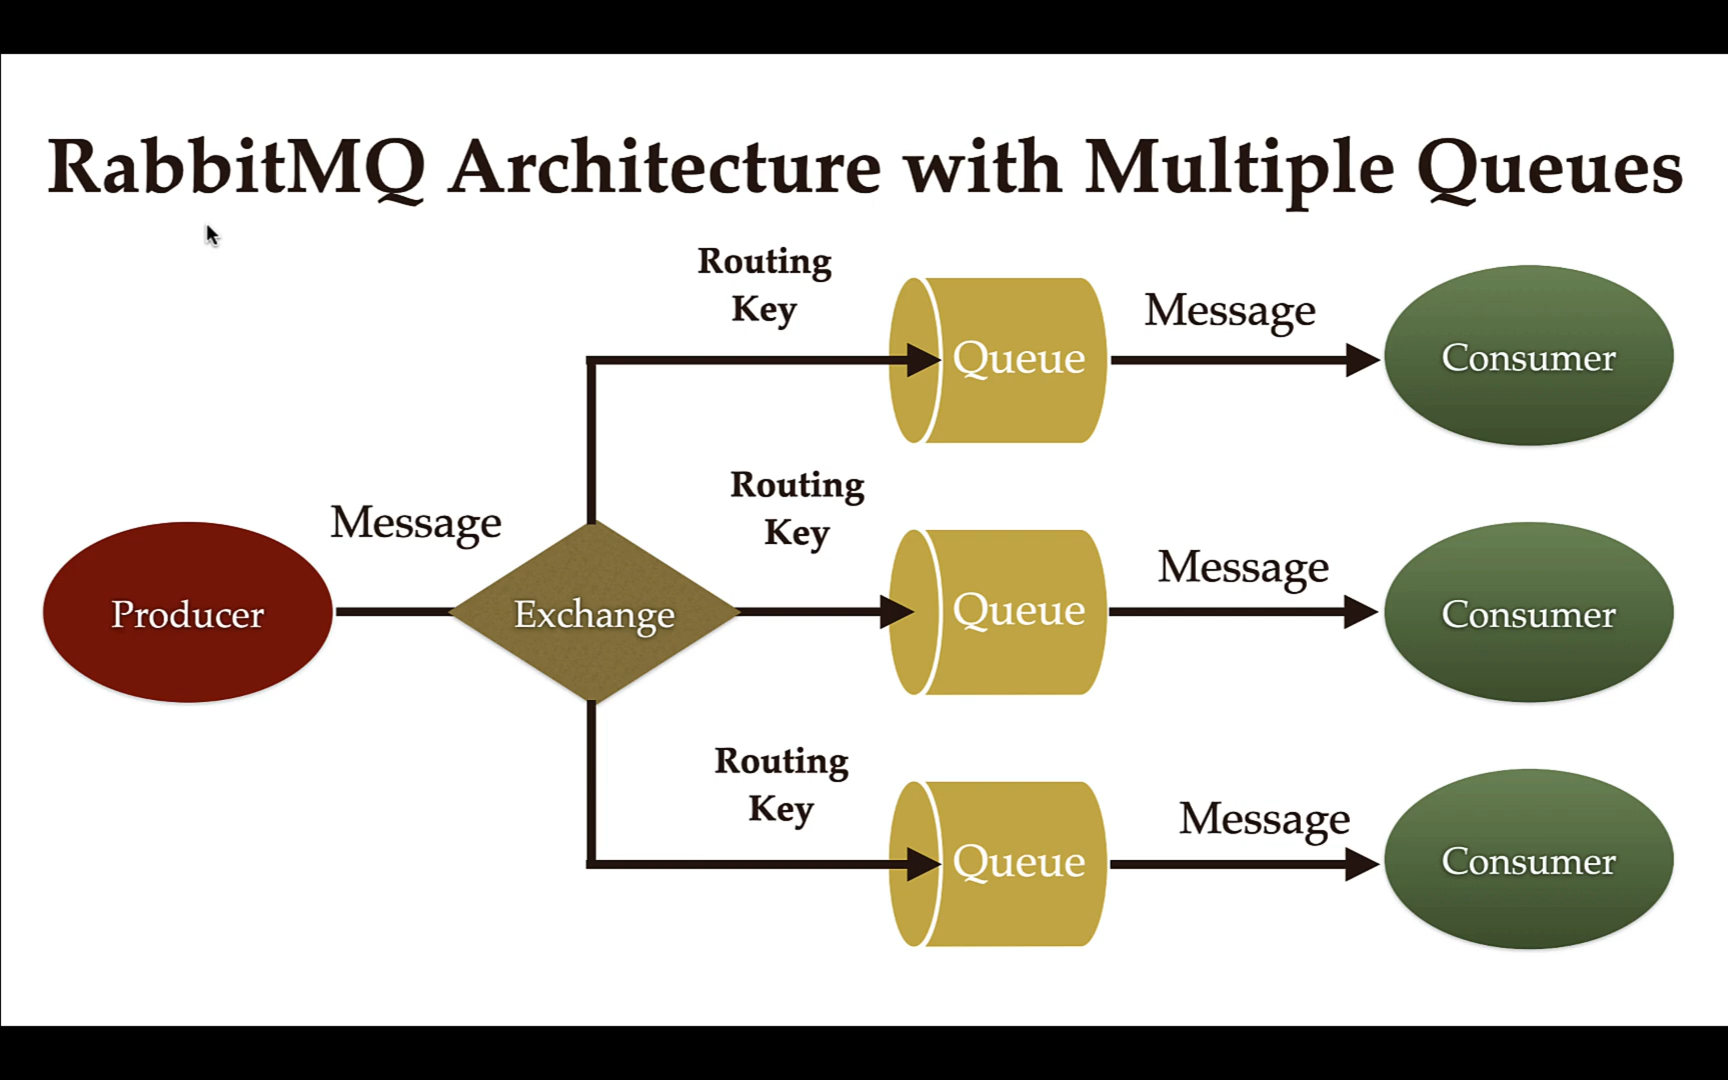 RabbitMQ Architecture with Multiple Queues
Routing
Key
Queue
Message
Consumer
Producer
Message
Exchange
Routing
Key
Queue
Message
Consumer
Routing
Key
Queue
Message
Consumer